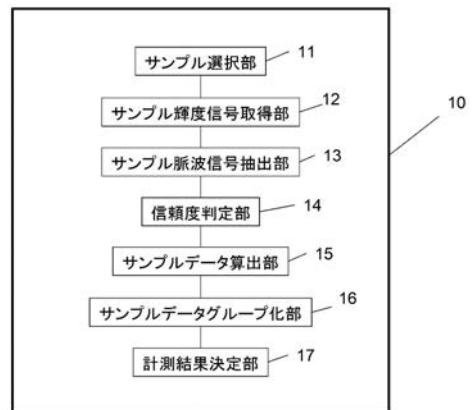 サンプル選択部 11
サンプル輝度信号取得部 12
10
サンプル脈波信号抽出部 13
信頼度判定部 14
サンプルデータ算出部 15
サンプルデータグループ化部 16
計測結果決定部 17